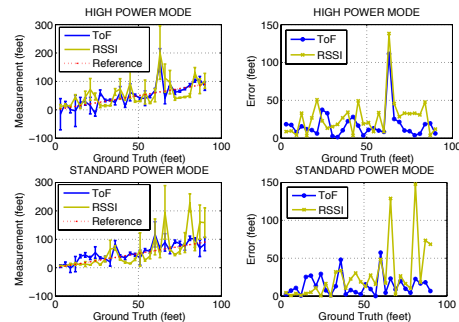 HIGH POWER MODE
300
200
100
0
−100
0
50
100
Measurement (feet)
Ground Truth (feet)
ToF
RSSI
Reference
HIGH POWER MODE
150
100
50
0
0
50
100
Error (feet)
Ground Truth (feet)
ToF
RSSI
STANDARD POWER MODE
300
200
100
0
−100
0
50
100
Measurement (feet)
Ground Truth (feet)
ToF
RSSI
Reference
STANDARD POWER MODE
150
100
50
0
0
50
100
Error (feet)
Ground Truth (feet)
ToF
RSSI